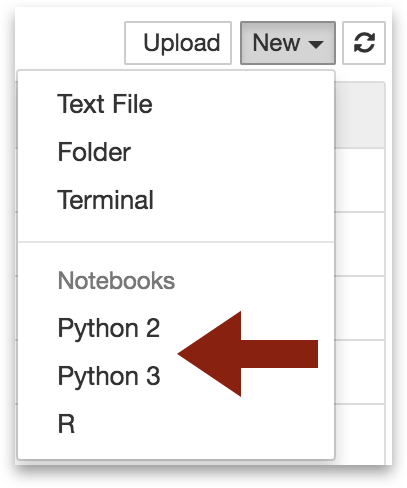 Upload New
Text File
Folder
Terminal
Notebooks
Python 2
Python 3
R